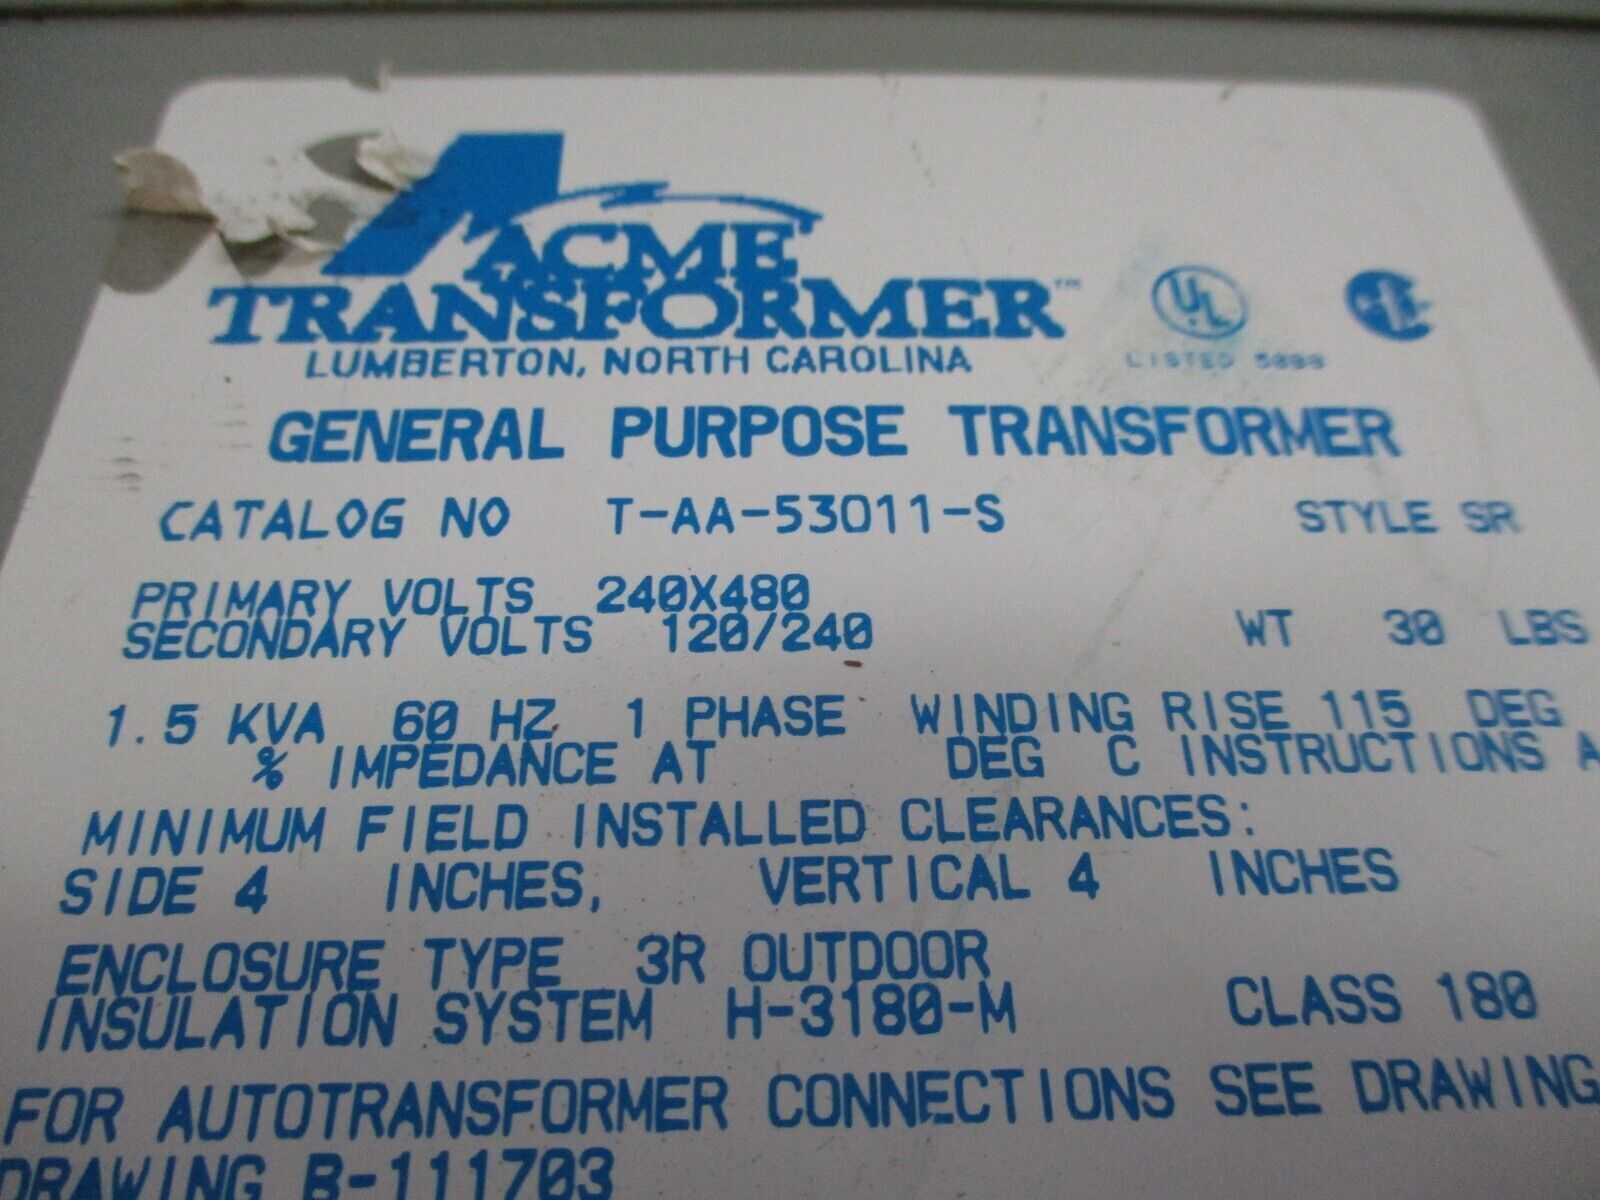 ACME
TRANSFORMER™
LUMBERTON, NORTH CAROLINA
UL
LISTED
GENERAL PURPOSE TRANSFORMER
CATALOG NO T-AA-53011-S STYLE SR
PRIMARY VOLTS 240X480
SECONDARY VOLTS 120/240 WT 30 LBS
1.5 KVA 60 HZ 1 PHASE WINDING RISE 115 DEG
% IMPEDANCE AT DEG C INSTRUCTIONS A
MINIMUM FIELD INSTALLED CLEARANCES:
SIDE 4 INCHES, VERTICAL 4 INCHES
ENCLOSURE TYPE 3R OUTDOOR
INSULATION SYSTEM H-3180-M CLASS 180
FOR AUTOTRANSFORMER CONNECTIONS SEE DRAWING
DRAWING B-111703